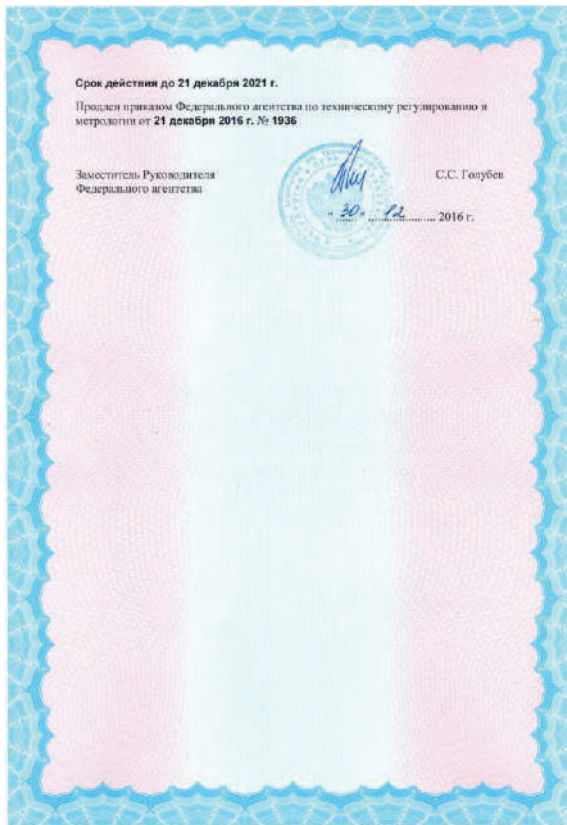 Срок действия до 21 декабря 2021 г.
Продлен приказом Федерального агентства по техническому регулированию и
метрологии от 21 декабря 2016 г. № 1936
Заместитель Руководителя
Федерального агентства
С.С. Голубев
"30" 12 2016 г.